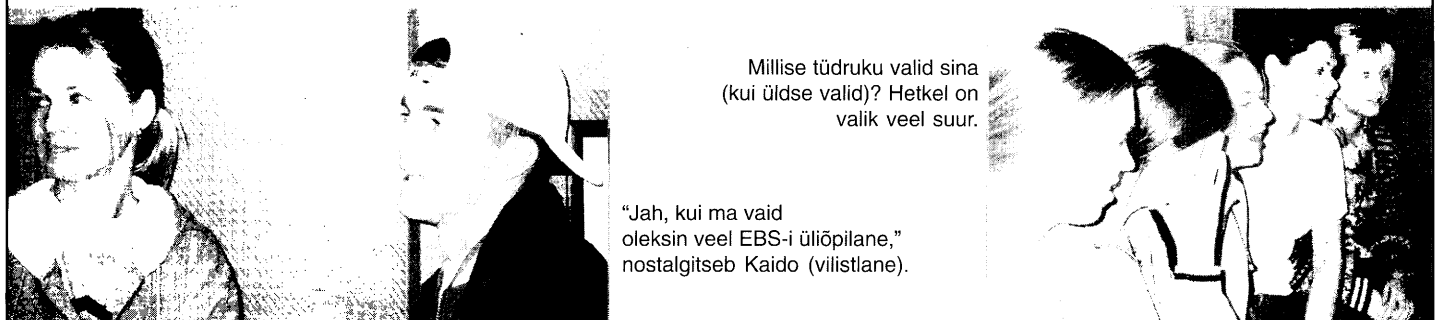 Millise tüdruku valid sina
(kui üldse valid)? Hetkel on
valik veel suur.
“Jah, kui ma vaid
oleksin veel EBS-i üliõpilane,”
nostalgitseb Kaido (vilistlane).